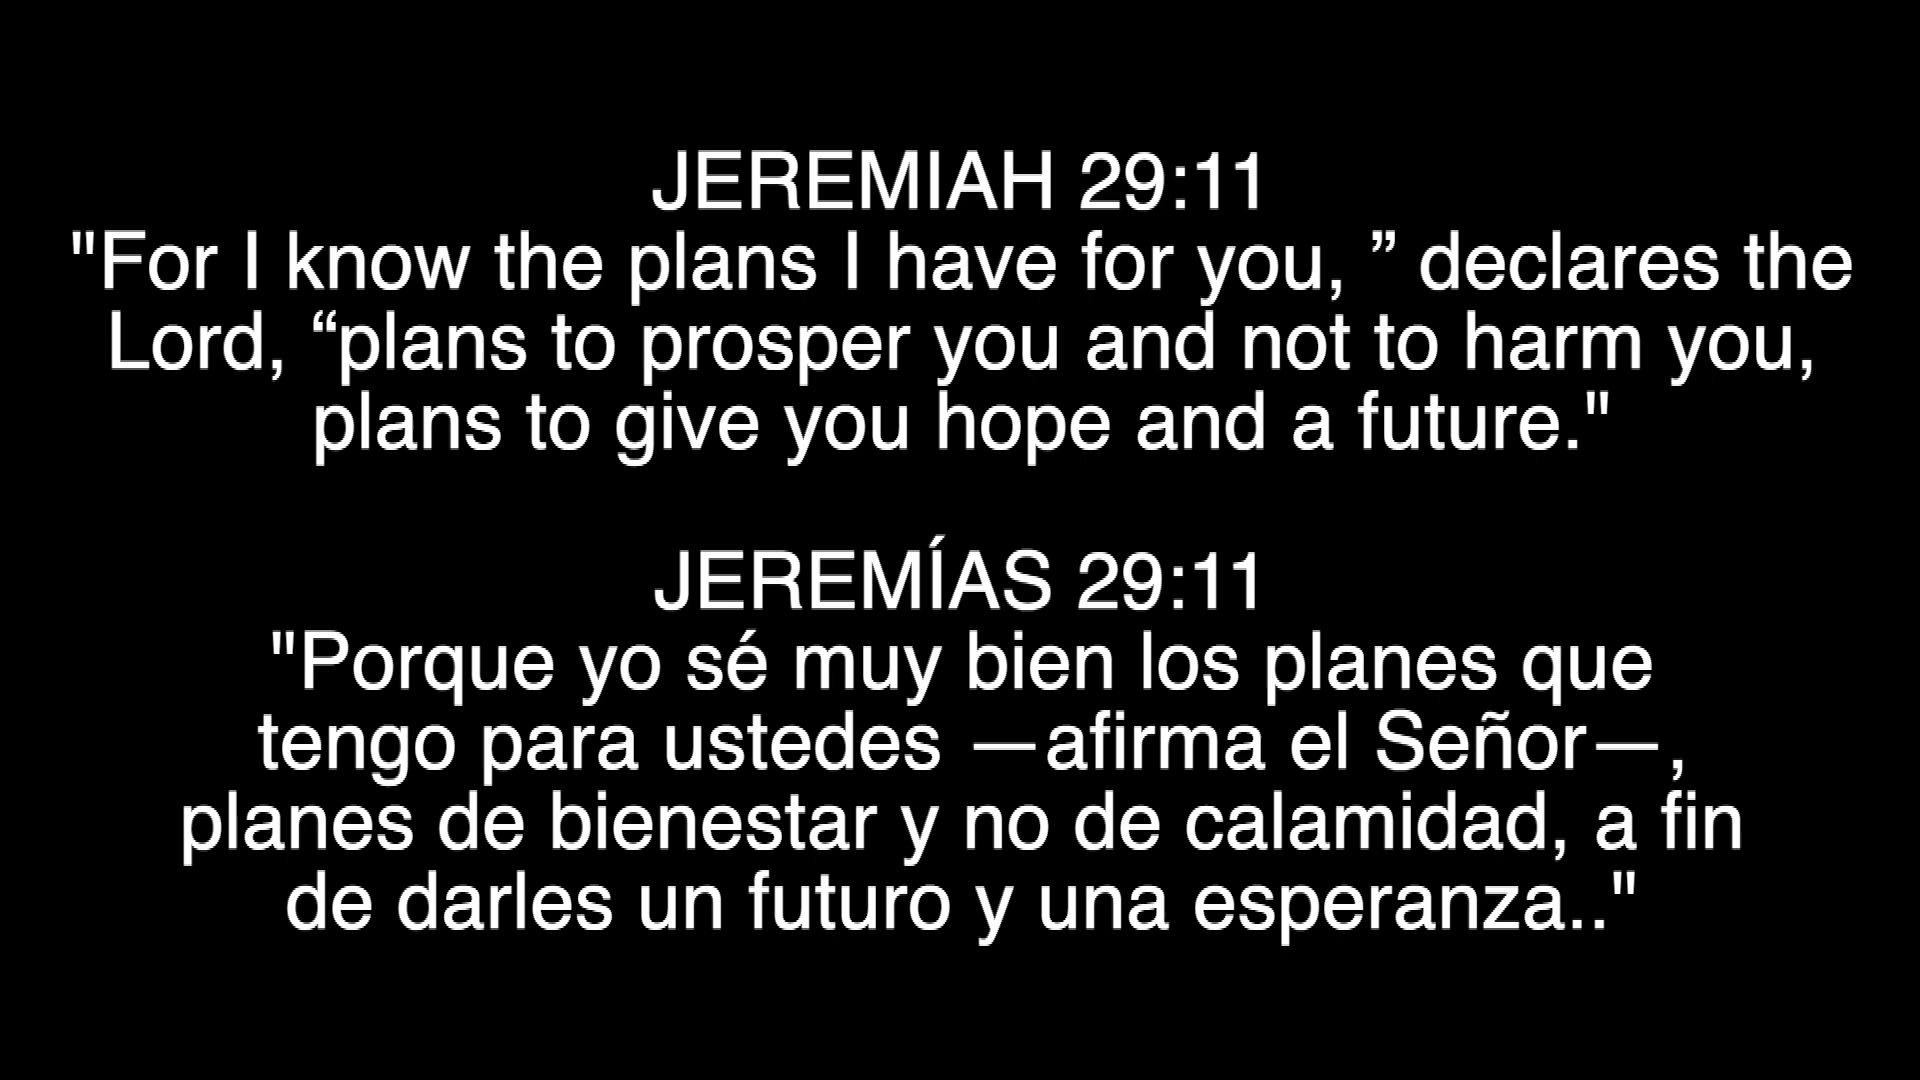 JEREMIAH 29:11
"For I know the plans I have for you, ” declares the
Lord, “plans to prosper you and not to harm you,
plans to give you hope and a future."
JEREMÍAS 29:11
"Porque yo sé muy bien los planes que
tengo para ustedes —afirma el Señor—,
planes de bienestar y no de calamidad, a fin
de darles un futuro y una esperanza.."